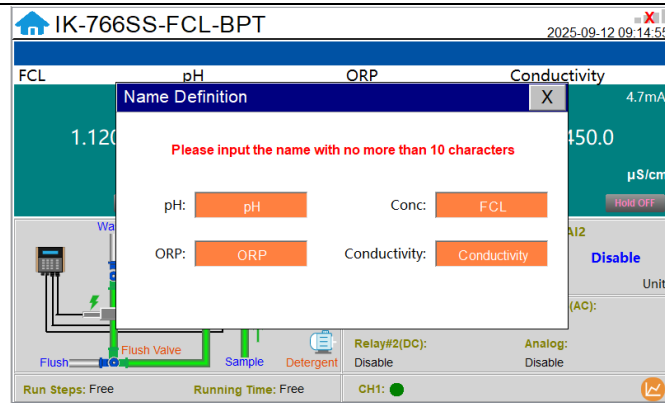 IK-766SS-FCL-BPT
2025-09-12 09:14:55
FCL pH ORP Conductivity
Name Definition X
4.7mA
1.120 450.0
Please input the name with no more than 10 characters
µS/cm
pH: pH Conc: FCL
Hold OFF
Wa AI2
ORP: ORP Conductivity: Conductivity
Disable
Unit
(AC):
Flush Valve
Relay#2(DC): Analog:
Flush Sample Detergent Disable Disable
Run Steps: Free Running Time: Free CH1: